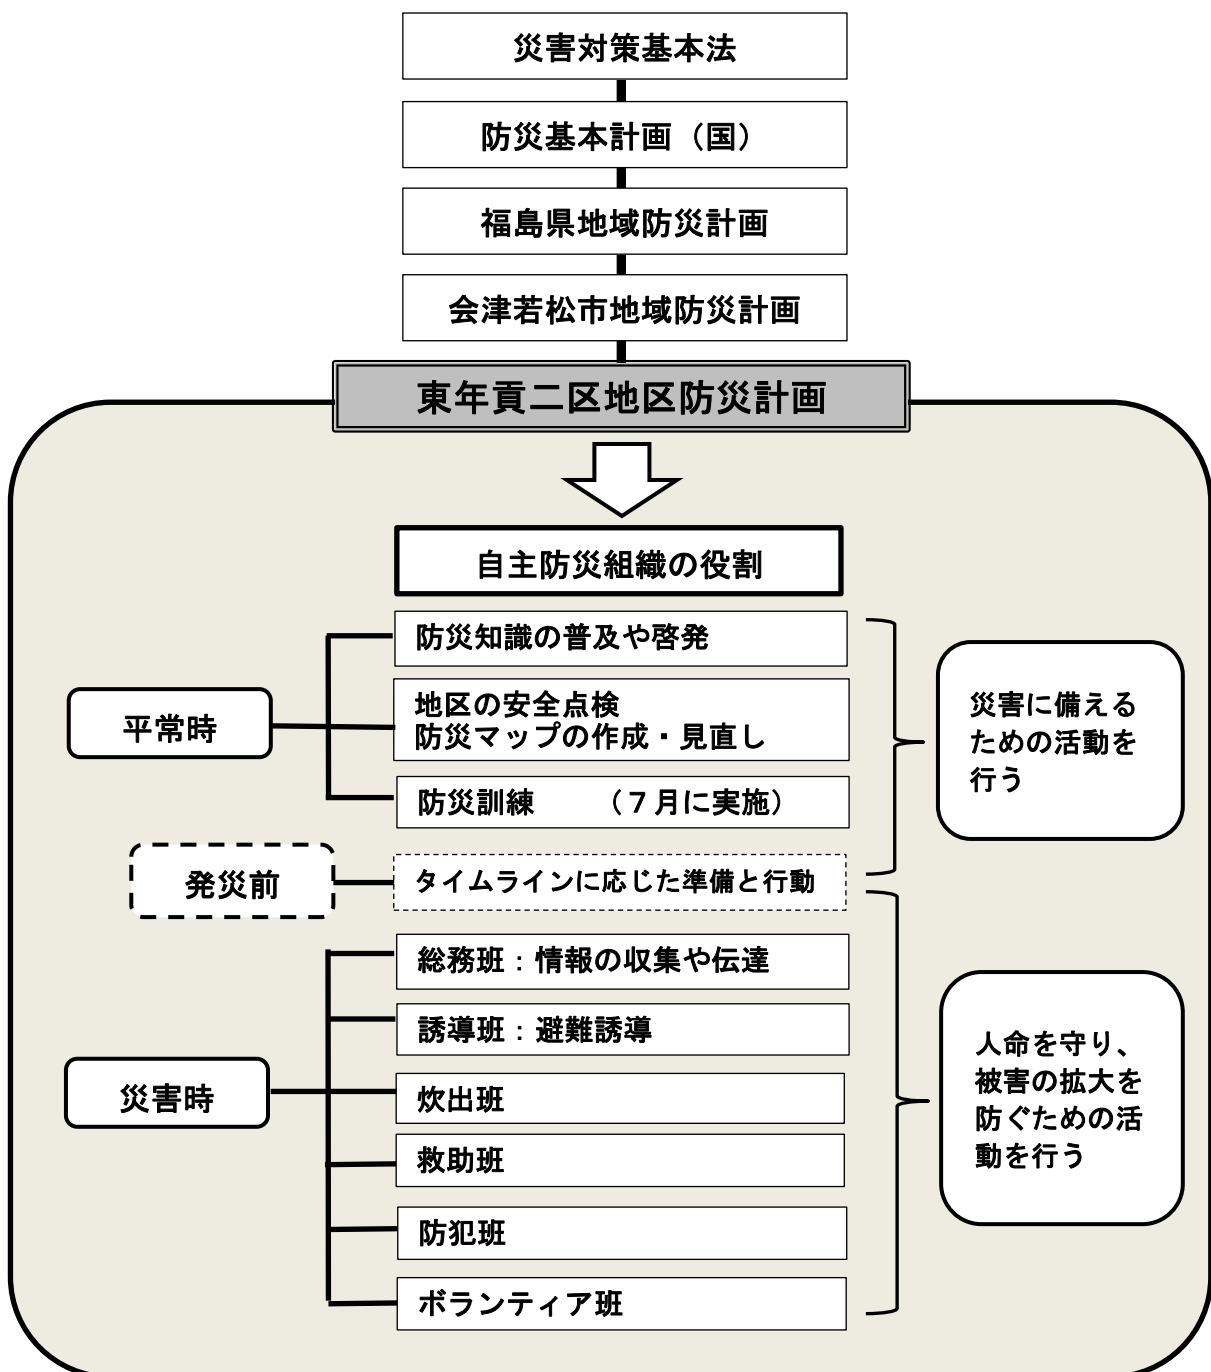 災害対策基本法
防災基本計画（国）
福島県地域防災計画
会津若松市地域防災計画
東年貢二区地区防災計画
自主防災組織の役割
平常時
防災知識の普及や啓発
地区の安全点検
防災マップの作成・見直し
防災訓練　　（７月に実施）
災害に備える
ための活動を
行う
発災前
タイムラインに応じた準備と行動
災害時
総務班：情報の収集や伝達
誘導班：避難誘導
炊出班
救助班
防犯班
ボランティア班
人命を守り、
被害の拡大を
防ぐための活
動を行う